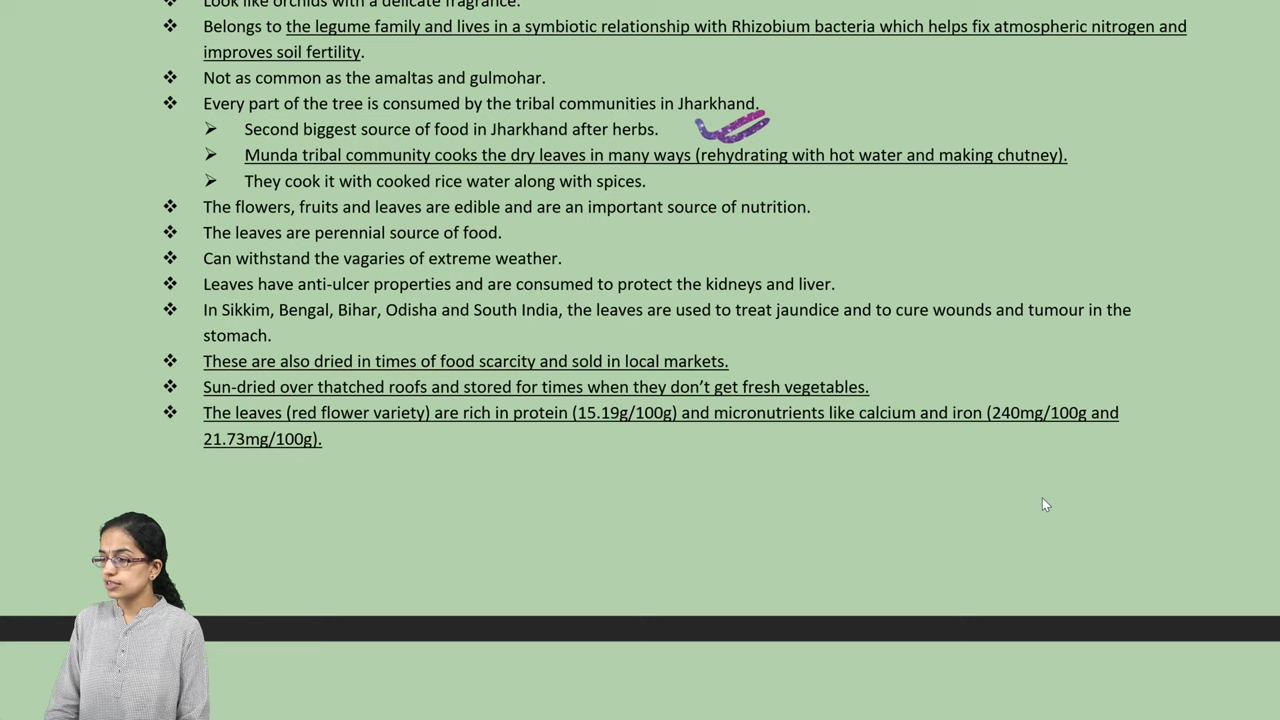 Look like orchids with a delicate fragrance.
Belongs to the legume family and lives in a symbiotic relationship with Rhizobium bacteria which helps fix atmospheric nitrogen and
improves soil fertility.
Not as common as the amaltas and gulmohar.
Every part of the tree is consumed by the tribal communities in Jharkhand.
Second biggest source of food in Jharkhand after herbs.
Munda tribal community cooks the dry leaves in many ways (rehydrating with hot water and making chutney).
They cook it with cooked rice water along with spices.
The flowers, fruits and leaves are edible and are an important source of nutrition.
The leaves are perennial source of food.
Can withstand the vagaries of extreme weather.
Leaves have anti-ulcer properties and are consumed to protect the kidneys and liver.
In Sikkim, Bengal, Bihar, Odisha and South India, the leaves are used to treat jaundice and to cure wounds and tumour in the
stomach.
These are also dried in times of food scarcity and sold in local markets.
Sun-dried over thatched roofs and stored for times when they don’t get fresh vegetables.
The leaves (red flower variety) are rich in protein (15.19g/100g) and micronutrients like calcium and iron (240mg/100g and
21.73mg/100g).